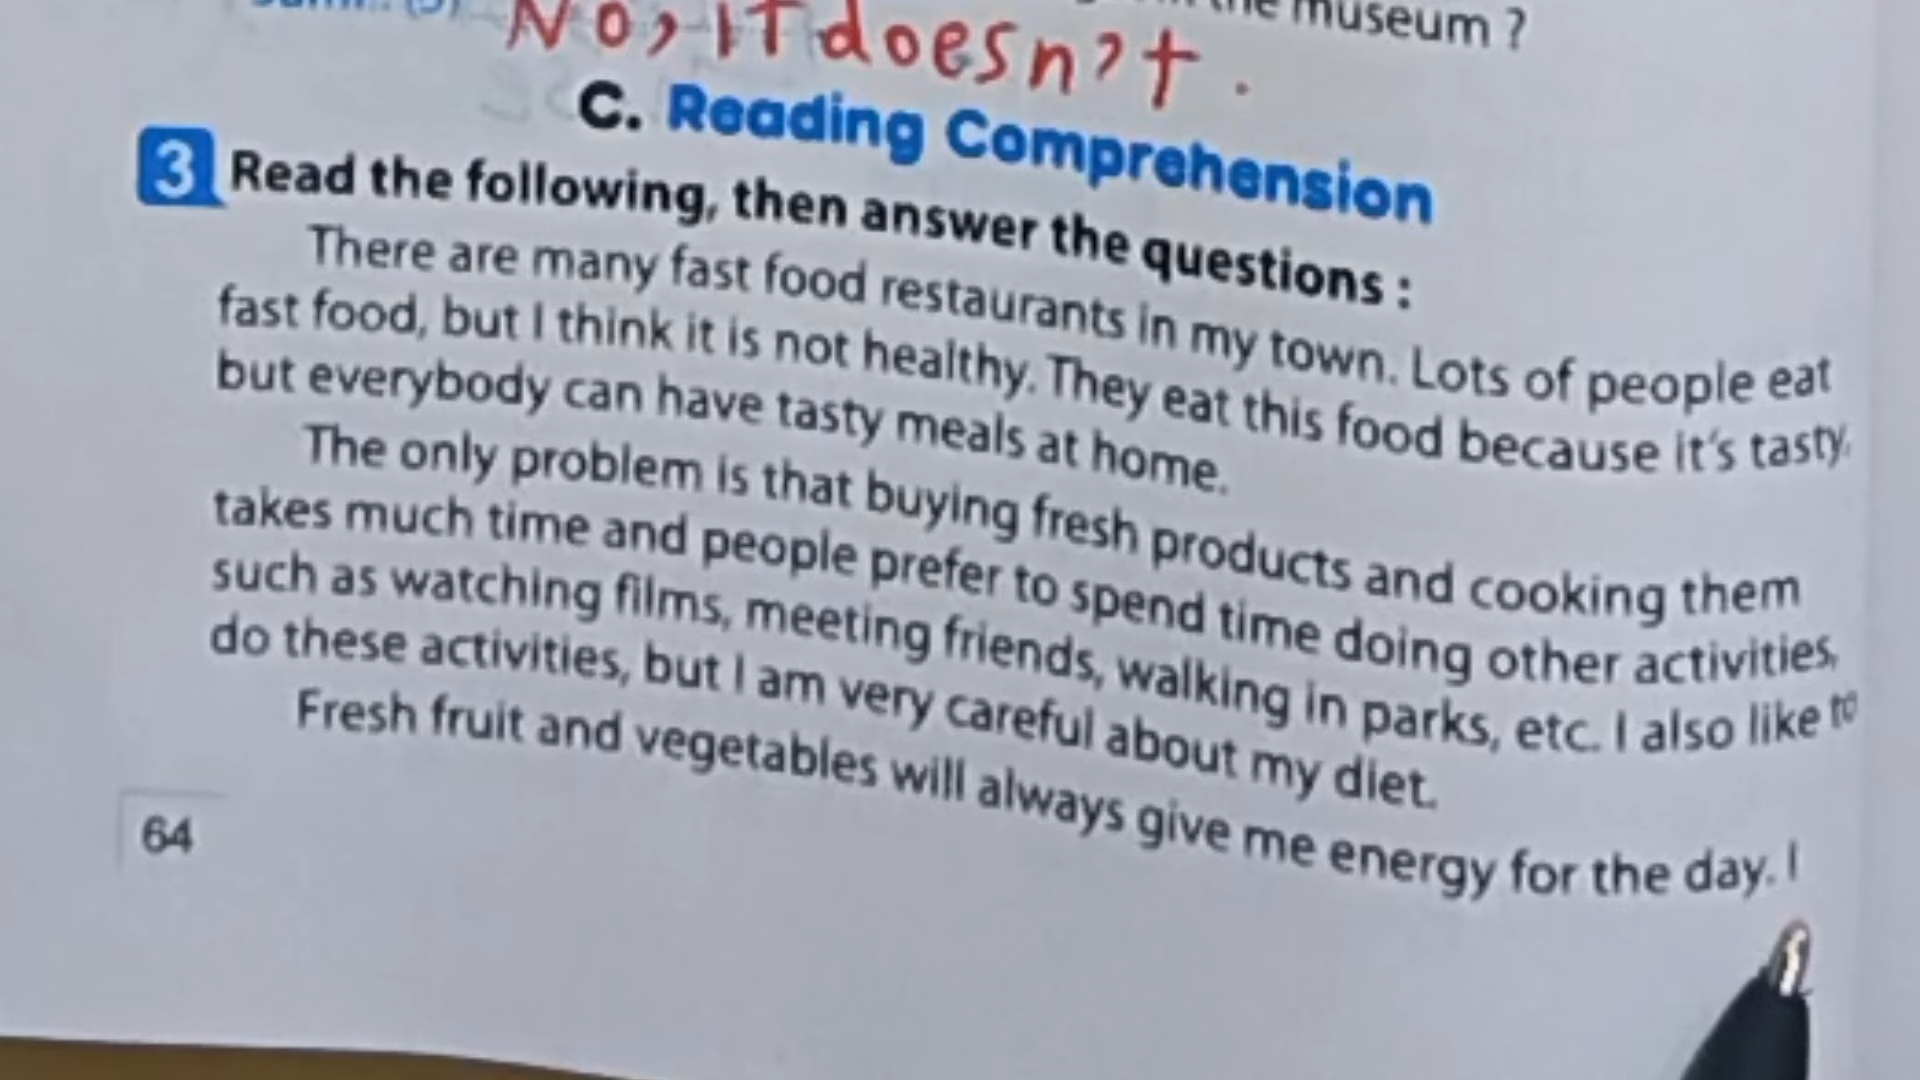 the museum ?
No, it doesn't.
C. Reading Comprehension
3 Read the following, then answer the questions :
There are many fast food restaurants in my town. Lots of people eat
fast food, but I think it is not healthy. They eat this food because it's tasty.
but everybody can have tasty meals at home.
The only problem is that buying fresh products and cooking them
takes much time and people prefer to spend time doing other activities,
such as watching films, meeting friends, walking in parks, etc. I also like to
do these activities, but I am very careful about my diet.
Fresh fruit and vegetables will always give me energy for the day. I
64